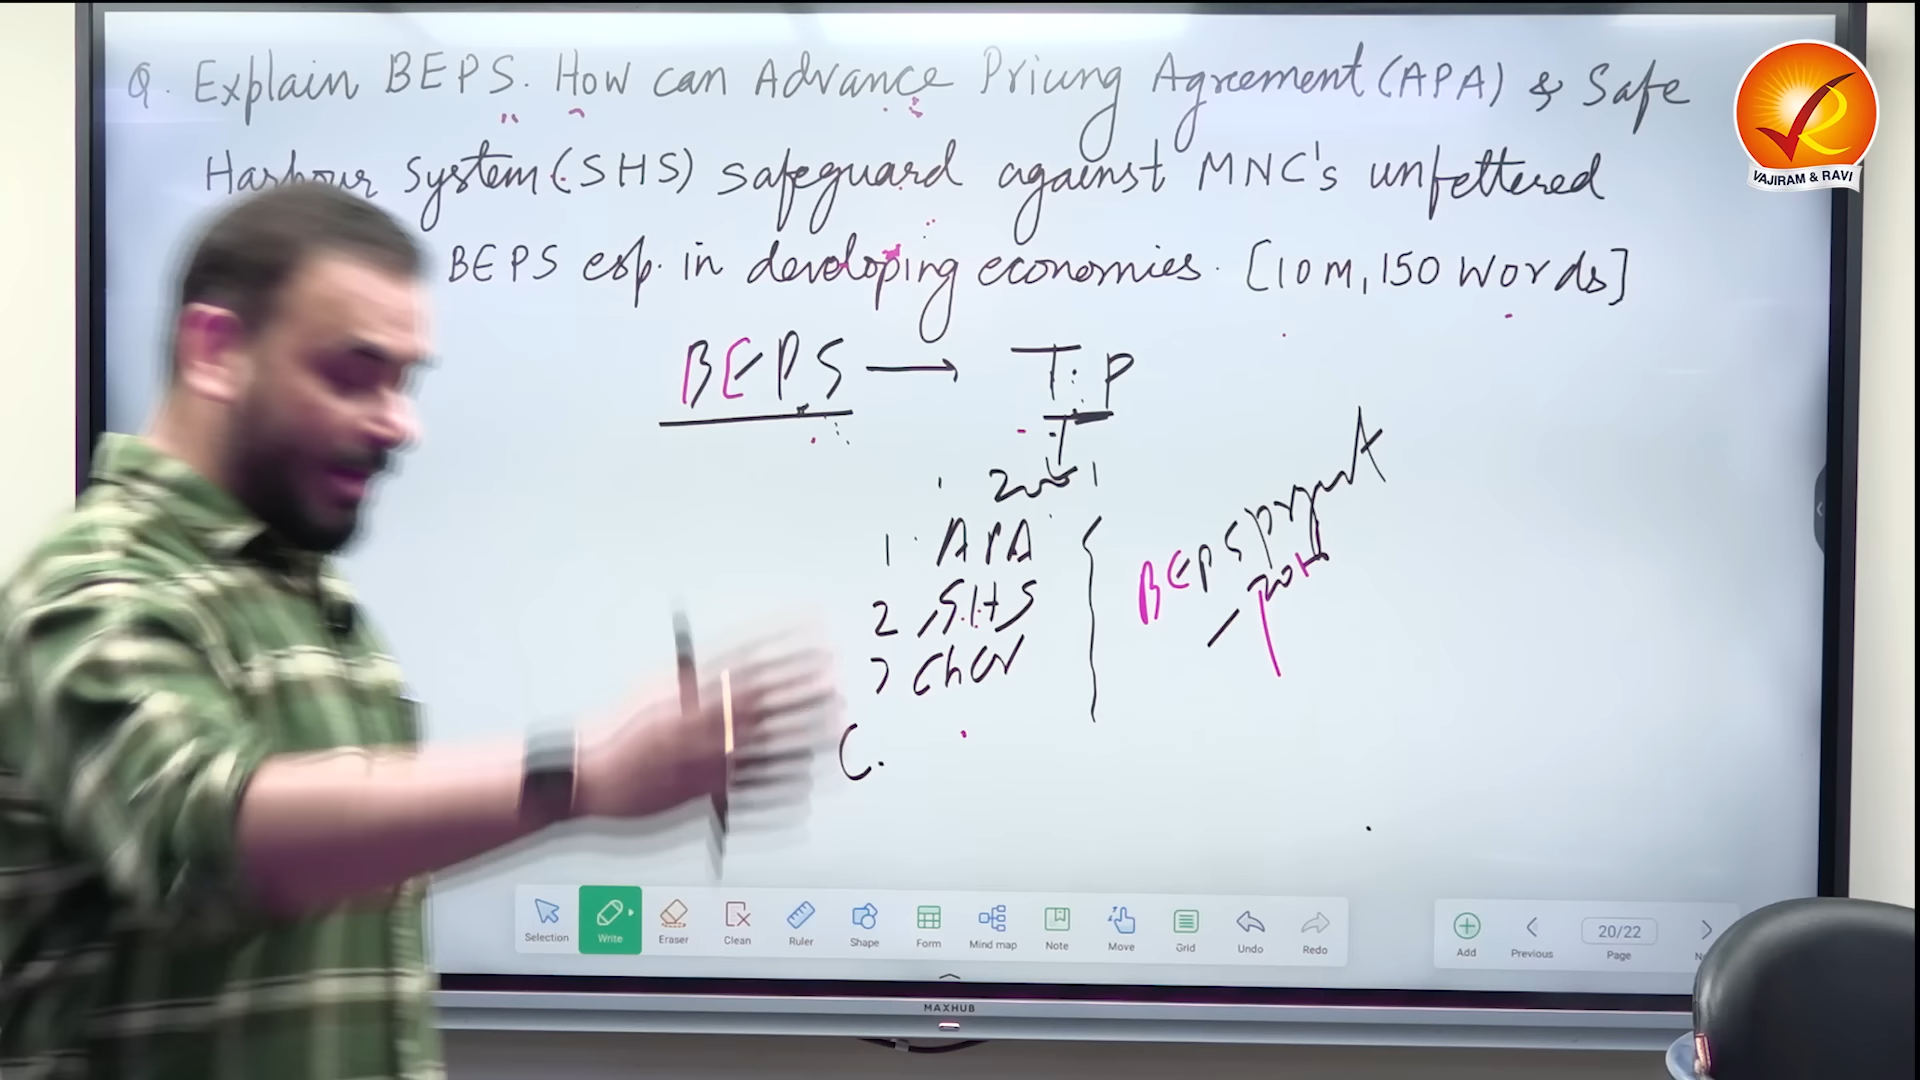 Q. Explain BEPS. How can Advance Pricing Agreement (APA) & Safe
Harbour System (SHS) safeguard against MNC's unfettered
BEPS esp. in developing economies. [10 M, 150 Words]
VAJIRAM & RAVI
BEPS → T.P
2001
1. APA
2 SHS
BEPS
C.
Selection
Write
Eraser
Clean
Ruler
Shape
Form
Mind map
Note
Move
Grid
Undo
Redo
Add
Previous
20/22
Page
MAXHUB